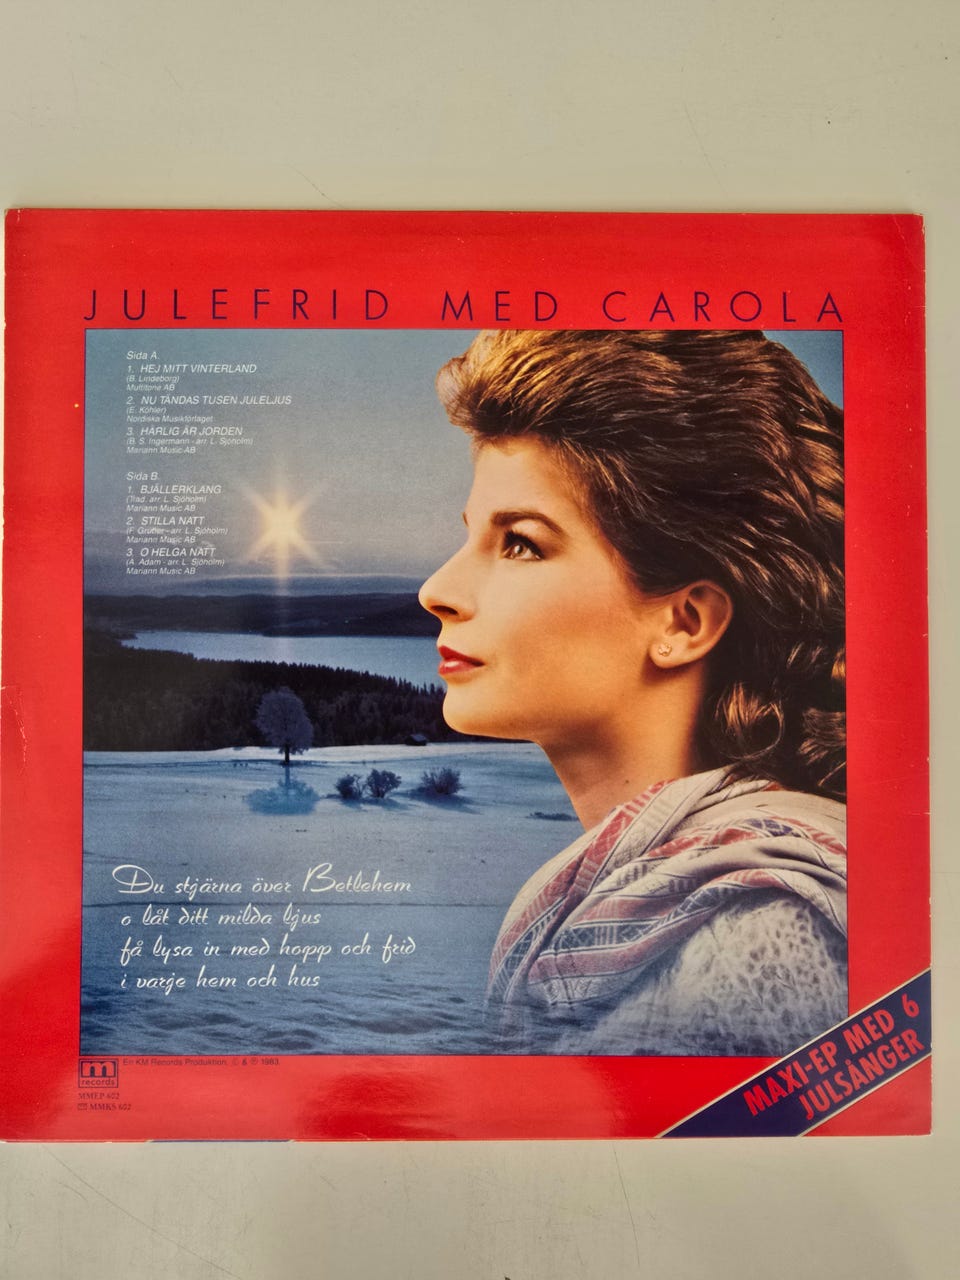 JULEFRID MED CAROLA
Sida A.
1. HEJ MITT VINTERLAND
(B. Lindeborg)
Multitone AB
2. NU TÄNDAS TUSEN JULELJUS
(E. Köhler)
Nordiska Musikförlaget
3. HÄRLIG ÄR JORDEN
(B. S. Ingermann - arr. L. Sjöholm)
Mariann Music AB
Sida B.
1. BJÄLLERKLANG
(Trad. arr. L. Sjöholm)
Mariann Music AB
2. STILLA NATT
(F. Gruber - arr. L. Sjöholm)
Mariann Music AB
3. O HELGA NATT
(A. Adam - arr. L. Sjöholm)
Mariann Music AB
Du stjärna över Betlehem
o låt ditt milda ljus
få lysa in med hopp och frid
i varje hem och hus
MAXI-EP MED 6
JULSÅNGER
m
records
En KM Records Produktion. © & ℗ 1983.
MMEP 602
MMKS 602